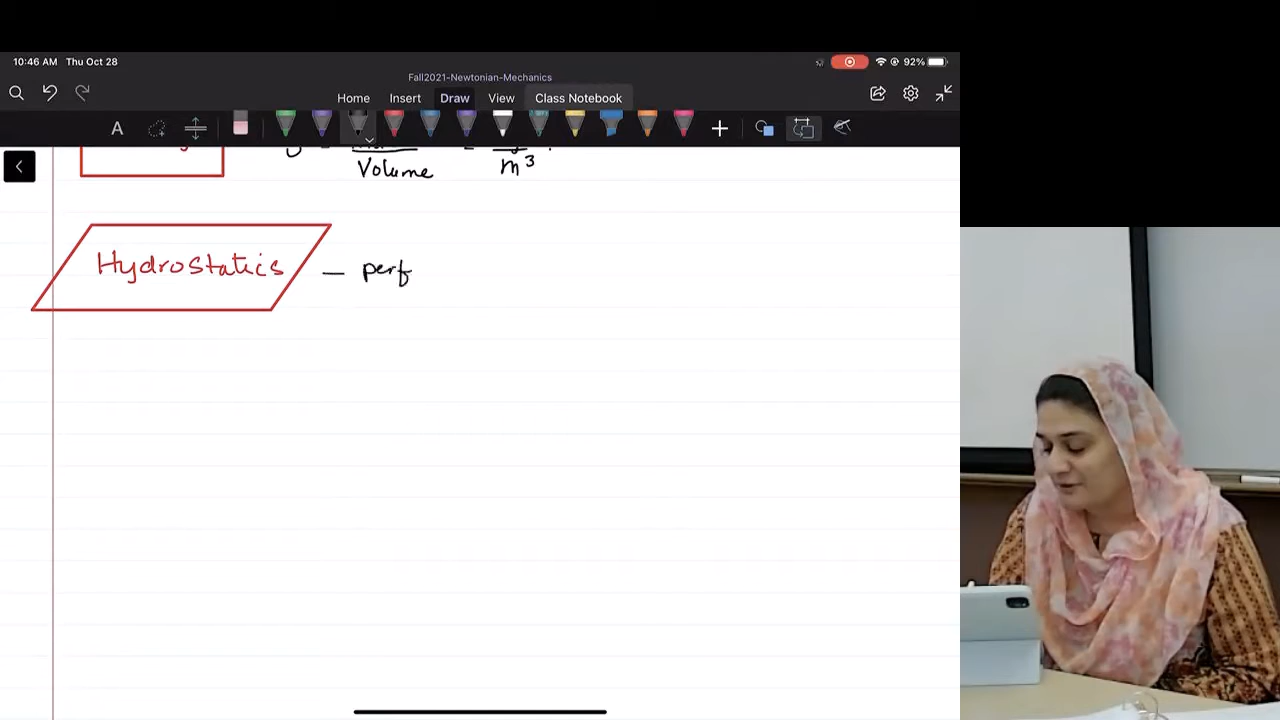 10:46 AM Thu Oct 28
92%
Fall2021-Newtonian-Mechanics
Home Insert Draw View Class Notebook
A
Volume = m³
Hydrostatics — perf